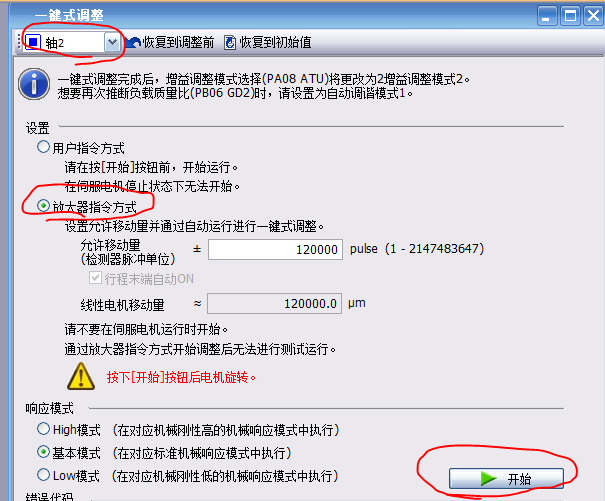 一键式调整
轴2 恢复到调整前 恢复到初始值
一键式调整完成后，增益调整模式选择(PA08 ATU)将更改为2增益调整模式2。
想要再次推断负载质量比(PB06 GD2)时，请设置为自动调谐模式1。
设置
用户指令方式
请在按[开始]按钮前，开始运行。
在伺服电机停止状态下无法开始。
放大器指令方式
设置允许移动量并通过自动运行进行一键式调整。
允许移动量
(检测器脉冲单位)
± 120000 pulse (1 - 2147483647)
行程末端自动ON
线性电机移动量 ≈ 120000.0 μm
请不要在伺服电机运行时开始。
通过放大器指令方式开始调整后无法进行测试运行。
按下[开始]按钮后电机旋转。
响应模式
High模式 (在对应机械刚性高的机械响应模式中执行)
基本模式 (在对应标准机械响应模式中执行)
Low模式 (在对应机械刚性低的机械响应模式中执行)
开始
错误代码